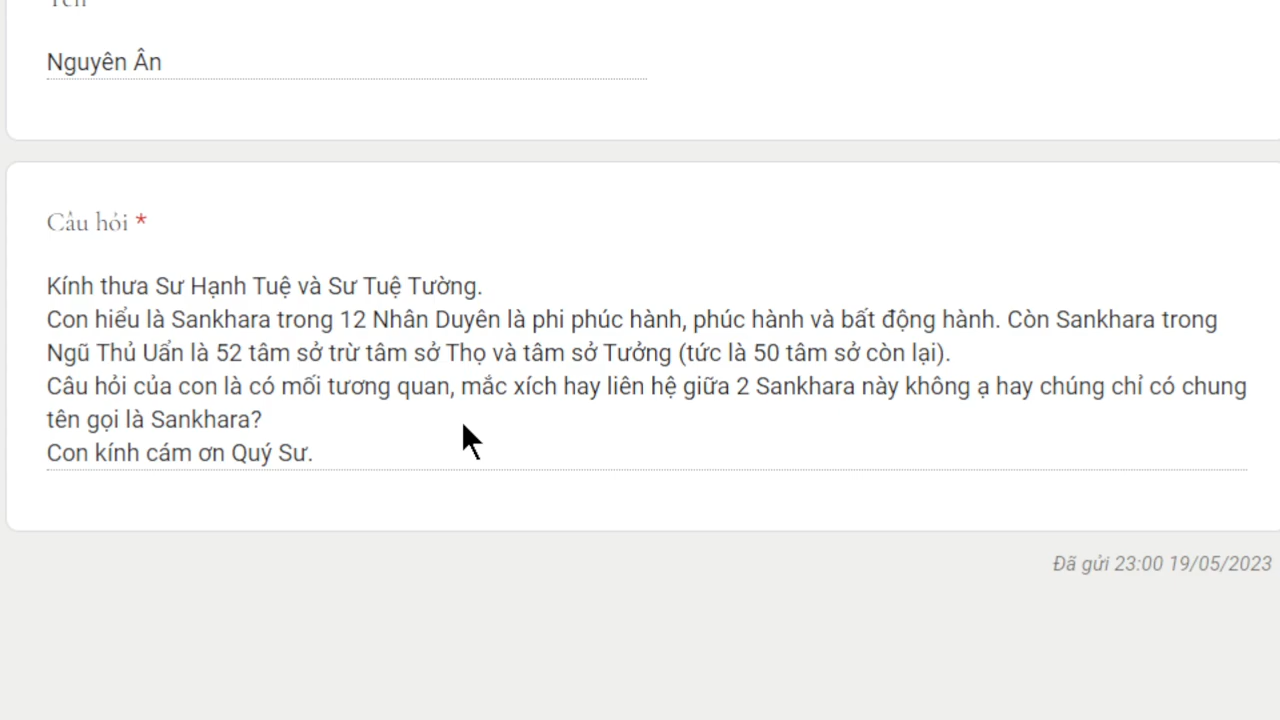 Tên
Nguyên Ân
Câu hỏi *
Kính thưa Sư Hạnh Tuệ và Sư Tuệ Tường.
Con hiểu là Sankhara trong 12 Nhân Duyên là phi phúc hành, phúc hành và bất động hành. Còn Sankhara trong
Ngũ Thủ Uẩn là 52 tâm sở trừ tâm sở Thọ và tâm sở Tưởng (tức là 50 tâm sở còn lại).
Câu hỏi của con là có mối tương quan, mắc xích hay liên hệ giữa 2 Sankhara này không ạ hay chúng chỉ có chung
tên gọi là Sankhara?
Con kính cám ơn Quý Sư.
Đã gửi 23:00 19/05/2023